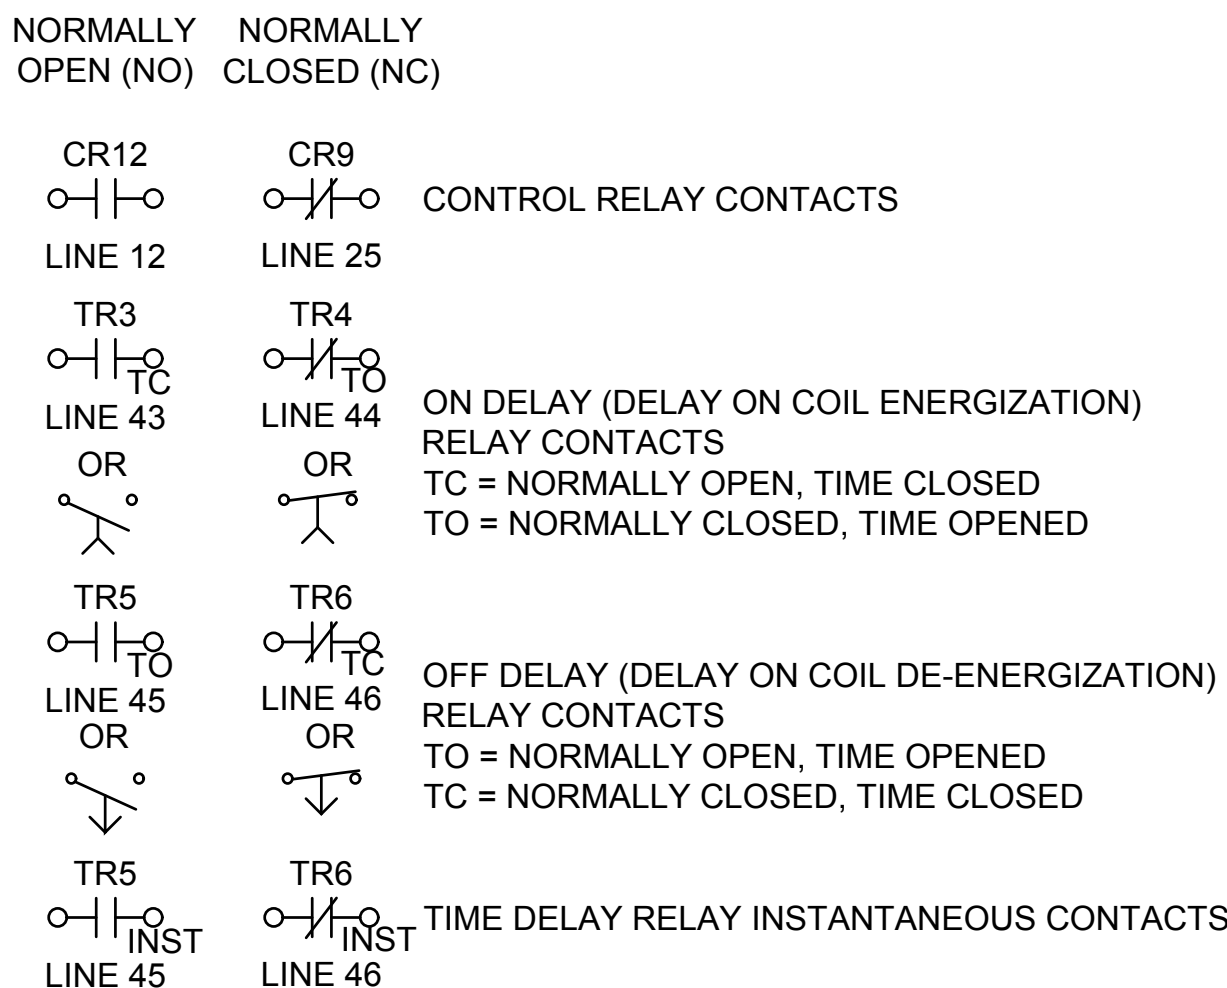 NORMALLY OPEN (NO)
NORMALLY CLOSED (NC)
CR12
CR9
CONTROL RELAY CONTACTS
LINE 12
LINE 25
TR3
TR4
TC
TO
LINE 43
LINE 44
OR
OR
ON DELAY (DELAY ON COIL ENERGIZATION)
RELAY CONTACTS
TC = NORMALLY OPEN, TIME CLOSED
TO = NORMALLY CLOSED, TIME OPENED
TR5
TR6
TO
TC
LINE 45
LINE 46
OR
OR
OFF DELAY (DELAY ON COIL DE-ENERGIZATION)
RELAY CONTACTS
TO = NORMALLY OPEN, TIME OPENED
TC = NORMALLY CLOSED, TIME CLOSED
TR5
TR6
INST
INST
TIME DELAY RELAY INSTANTANEOUS CONTACTS
LINE 45
LINE 46